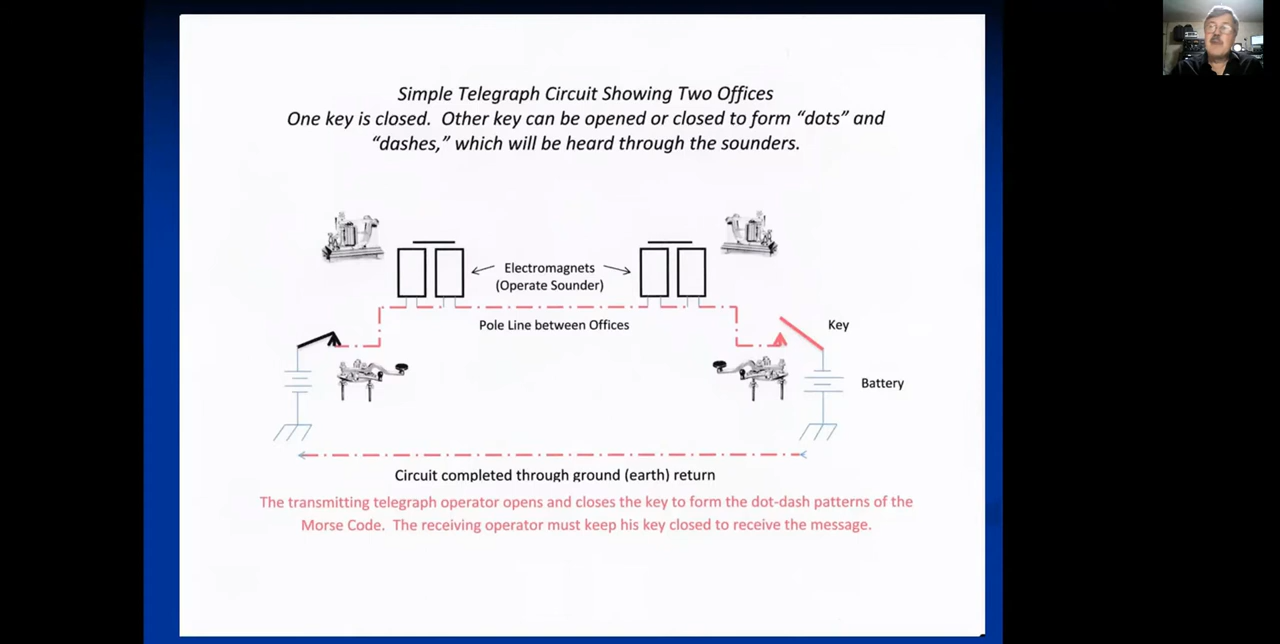 Simple Telegraph Circuit Showing Two Offices
One key is closed.  Other key can be opened or closed to form “dots” and
“dashes,” which will be heard through the sounders.
Electromagnets
(Operate Sounder)
Pole Line between Offices
Key
Battery
Circuit completed through ground (earth) return
The transmitting telegraph operator opens and closes the key to form the dot-dash patterns of the
Morse Code.  The receiving operator must keep his key closed to receive the message.